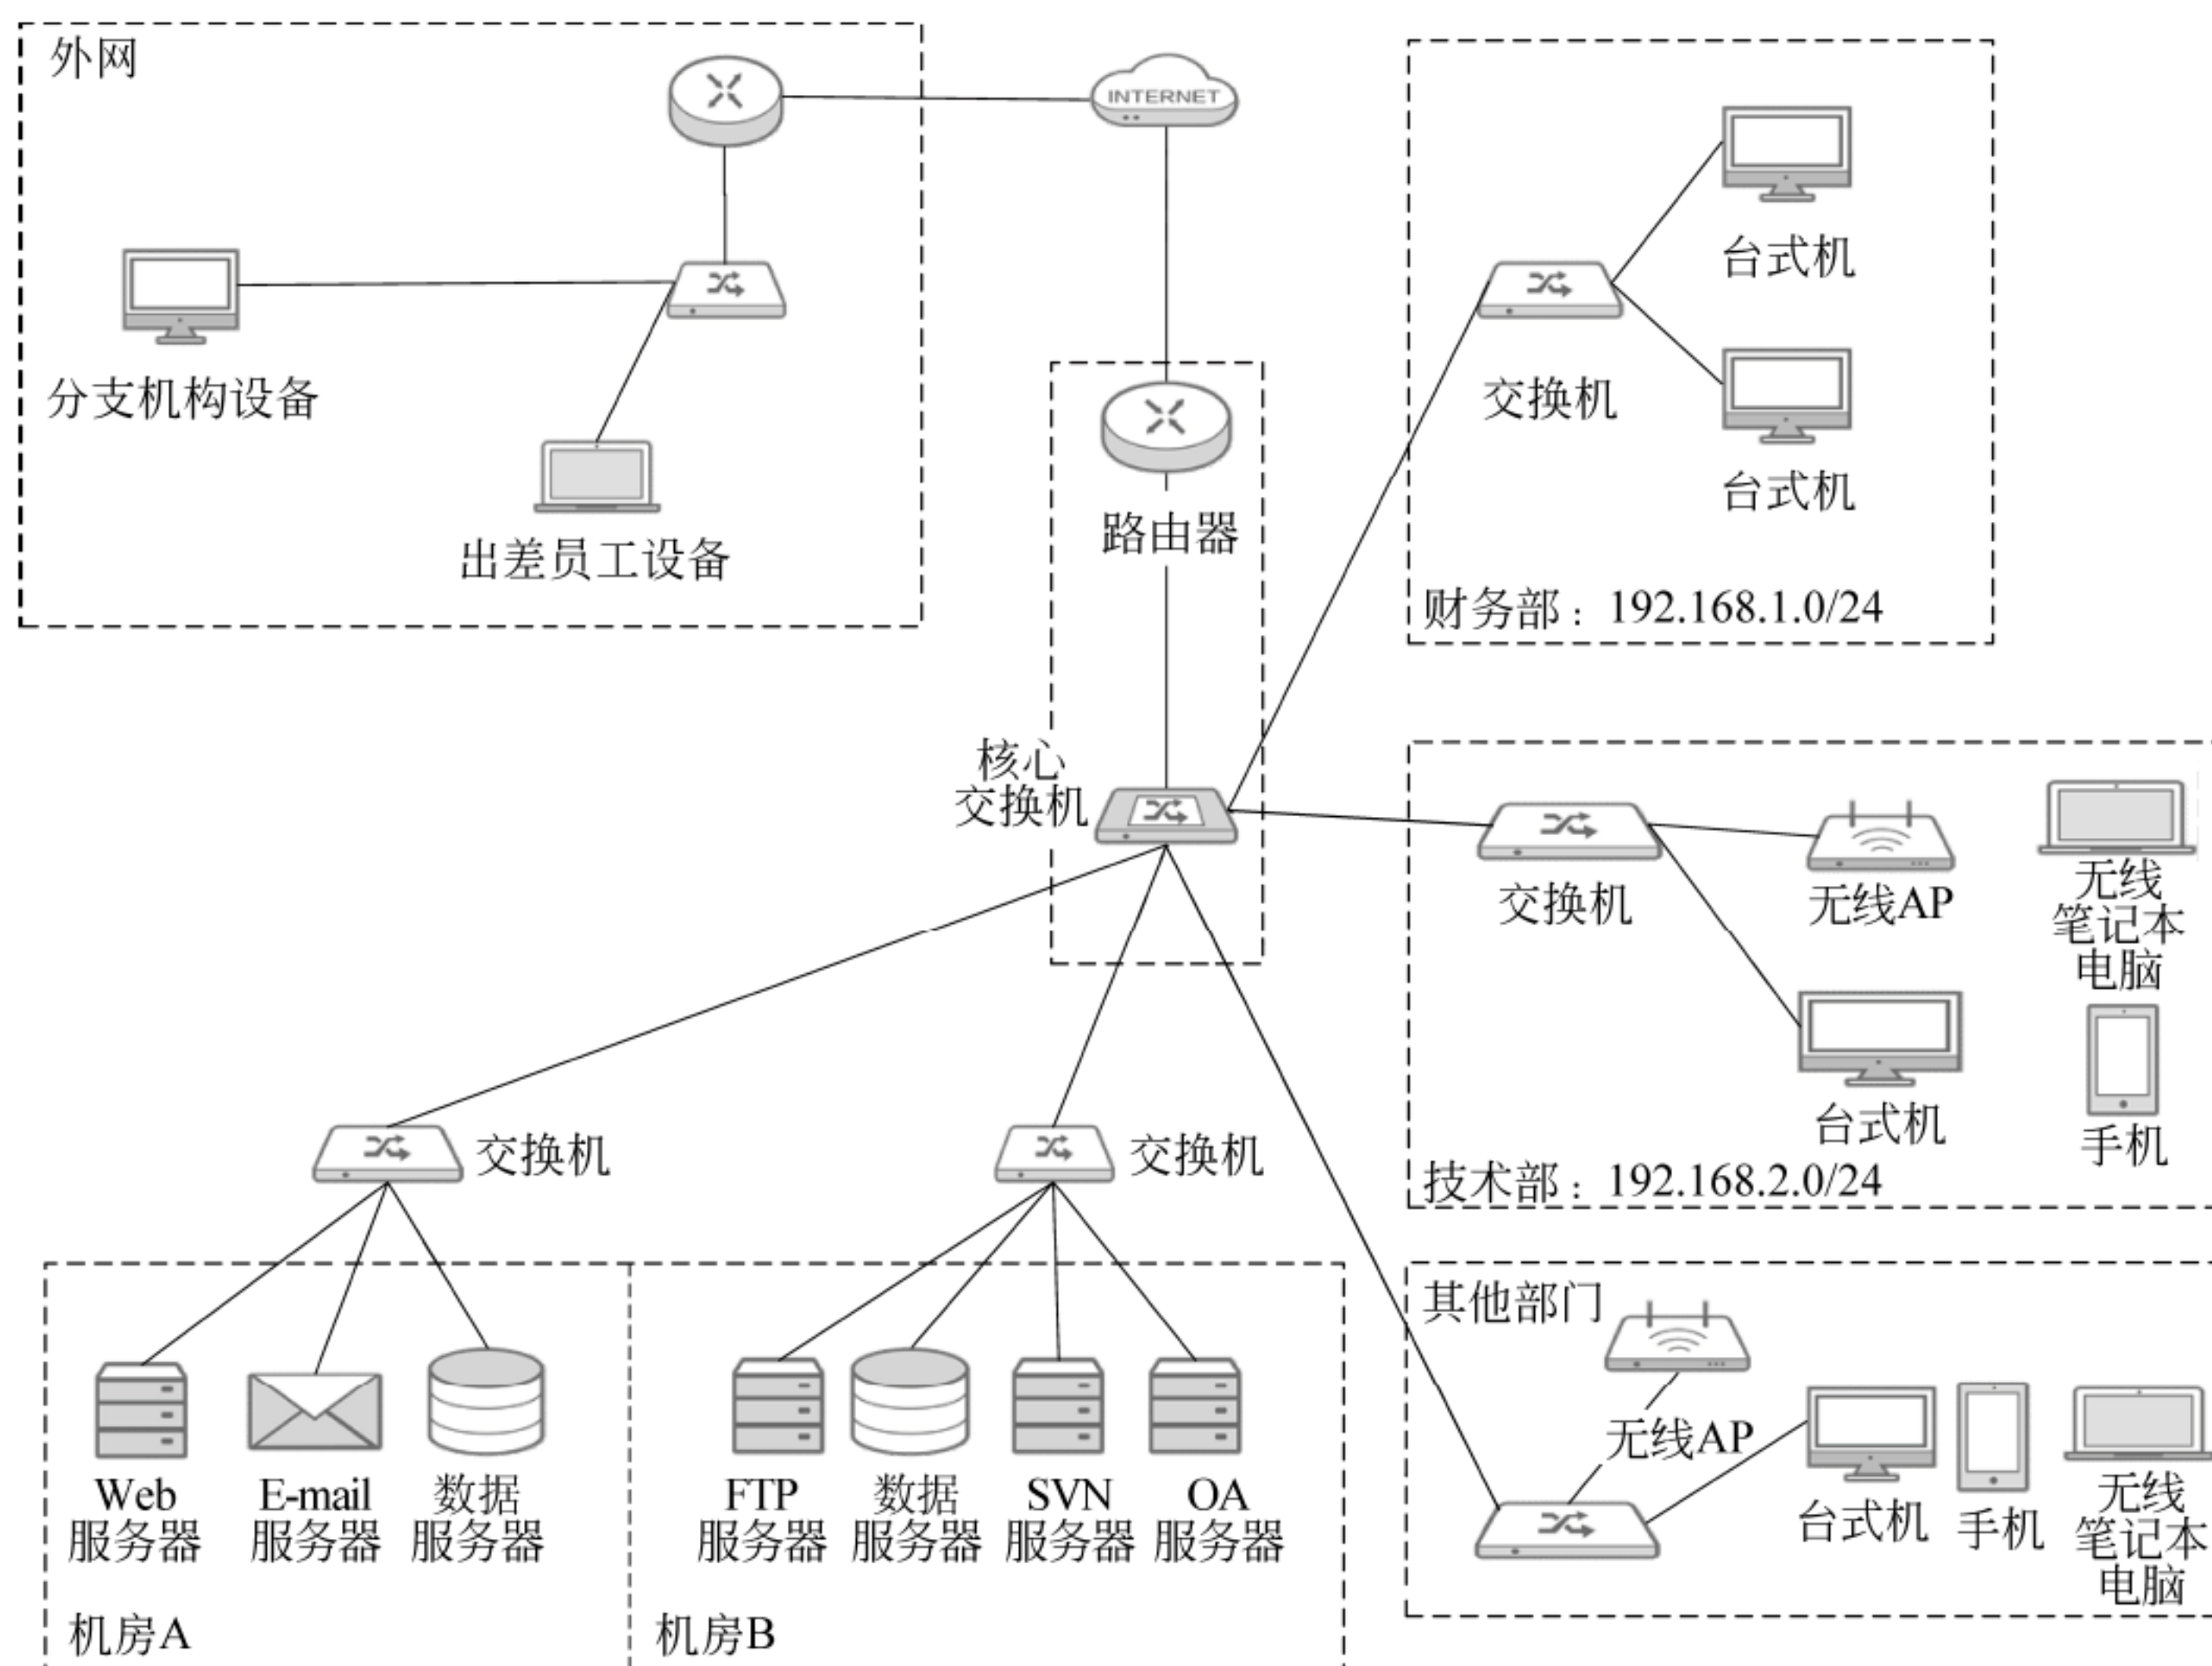 外网
INTERNET
分支机构设备
出差员工设备
路由器
核心
交换机
台式机
交换机
台式机
财务部：192.168.1.0/24
交换机
无线AP
无线
笔记本
电脑
台式机
手机
技术部：192.168.2.0/24
交换机
交换机
其他部门
无线AP
台式机
手机
无线
笔记本
电脑
Web
服务器
E-mail
服务器
数据
服务器
FTP
服务器
数据
服务器
SVN
服务器
OA
服务器
机房A
机房B